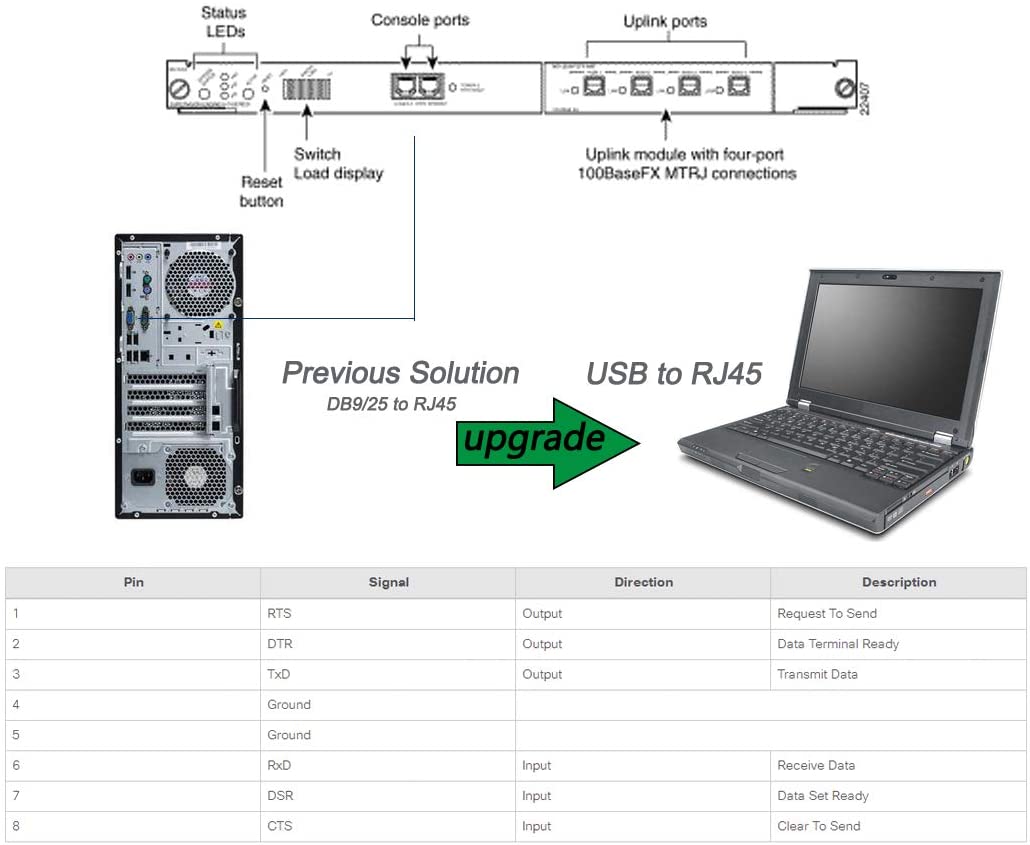 Status
LEDs
Console ports
Uplink ports
22407
Switch
Load display
Reset
button
Uplink module with four-port
100BaseFX MTRJ connections
Previous Solution
DB9/25 to RJ45
USB to RJ45
upgrade
Pin Signal Direction Description
1 RTS Output Request To Send
2 DTR Output Data Terminal Ready
3 TxD Output Transmit Data
4 Ground
5 Ground
6 RxD Input Receive Data
7 DSR Input Data Set Ready
8 CTS Input Clear To Send